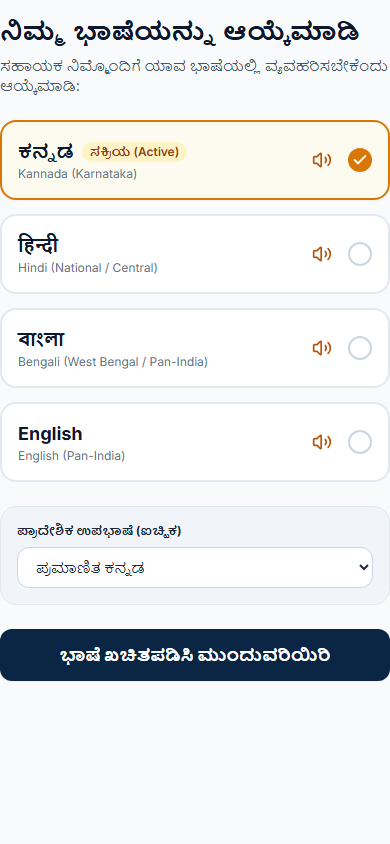 ನಿಮ್ಮ ಭಾಷೆಯನ್ನು ಆಯ್ಕೆಮಾಡಿ
ಸಹಾಯಕ ನಿಮ್ಮೊಂದಿಗೆ ಯಾವ ಭಾಷೆಯಲ್ಲಿ ವ್ಯವಹರಿಸಬೇಕೆಂದು
ಆಯ್ಕೆಮಾಡಿ:
ಕನ್ನಡ ಸಕ್ರಿಯ (Active)
Kannada (Karnataka)
हिन्दी
Hindi (National / Central)
বাংলা
Bengali (West Bengal / Pan-India)
English
English (Pan-India)
ಪ್ರಾದೇಶಿಕ ಉಪಭಾಷೆ (ಐಚ್ಛಿಕ)
ಪ್ರಮಾಣಿತ ಕನ್ನಡ
ಭಾಷೆ ಖಚಿತಪಡಿಸಿ ಮುಂದುವರಿಯಿರಿ